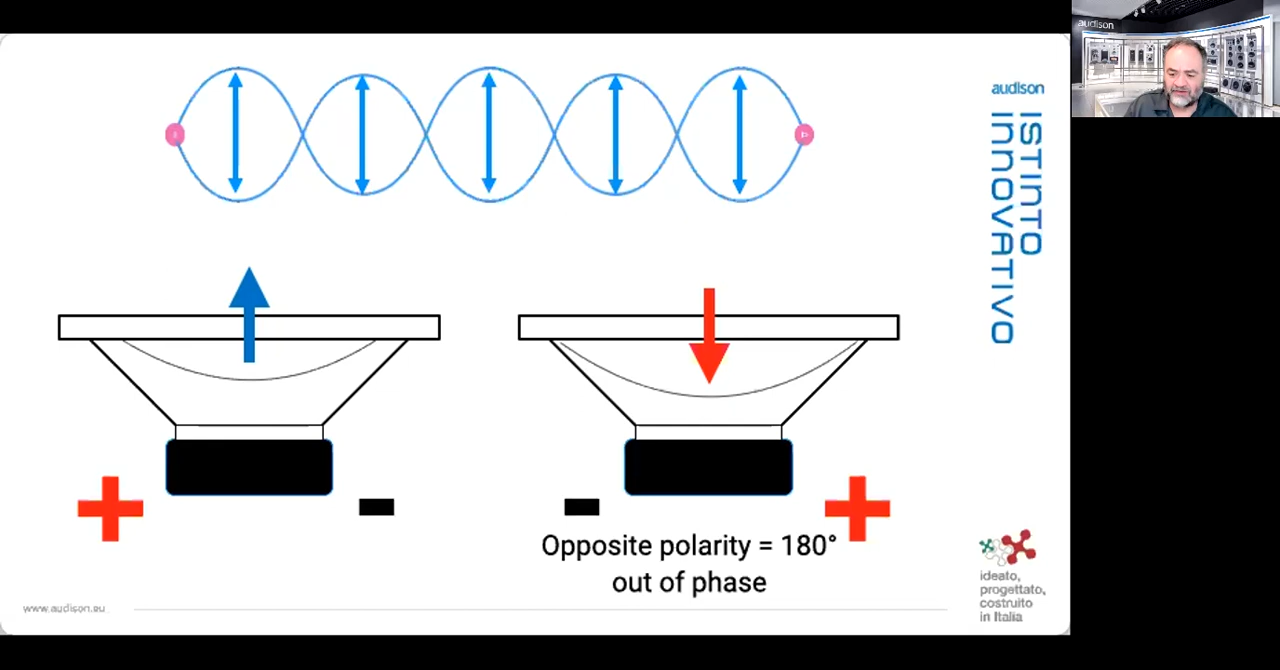 audison
audison
ISTINTO
INNOVATIVO
+
-
-
+
Opposite polarity = 180°
out of phase
ideato,
progettato,
costruito
in Italia
www.audison.eu